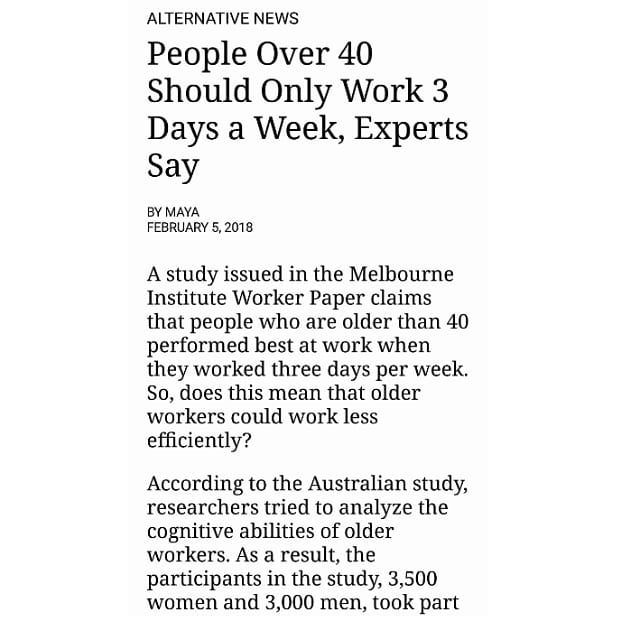 ALTERNATIVE NEWS
People Over 40
Should Only Work 3
Days a Week, Experts
Say
BY MAYA
FEBRUARY 5, 2018
A study issued in the Melbourne
Institute Worker Paper claims
that people who are older than 40
performed best at work when
they worked three days per week.
So, does this mean that older
workers could work less
efficiently?
According to the Australian study,
researchers tried to analyze the
cognitive abilities of older
workers. As a result, the
participants in the study, 3,500
women and 3,000 men, took part